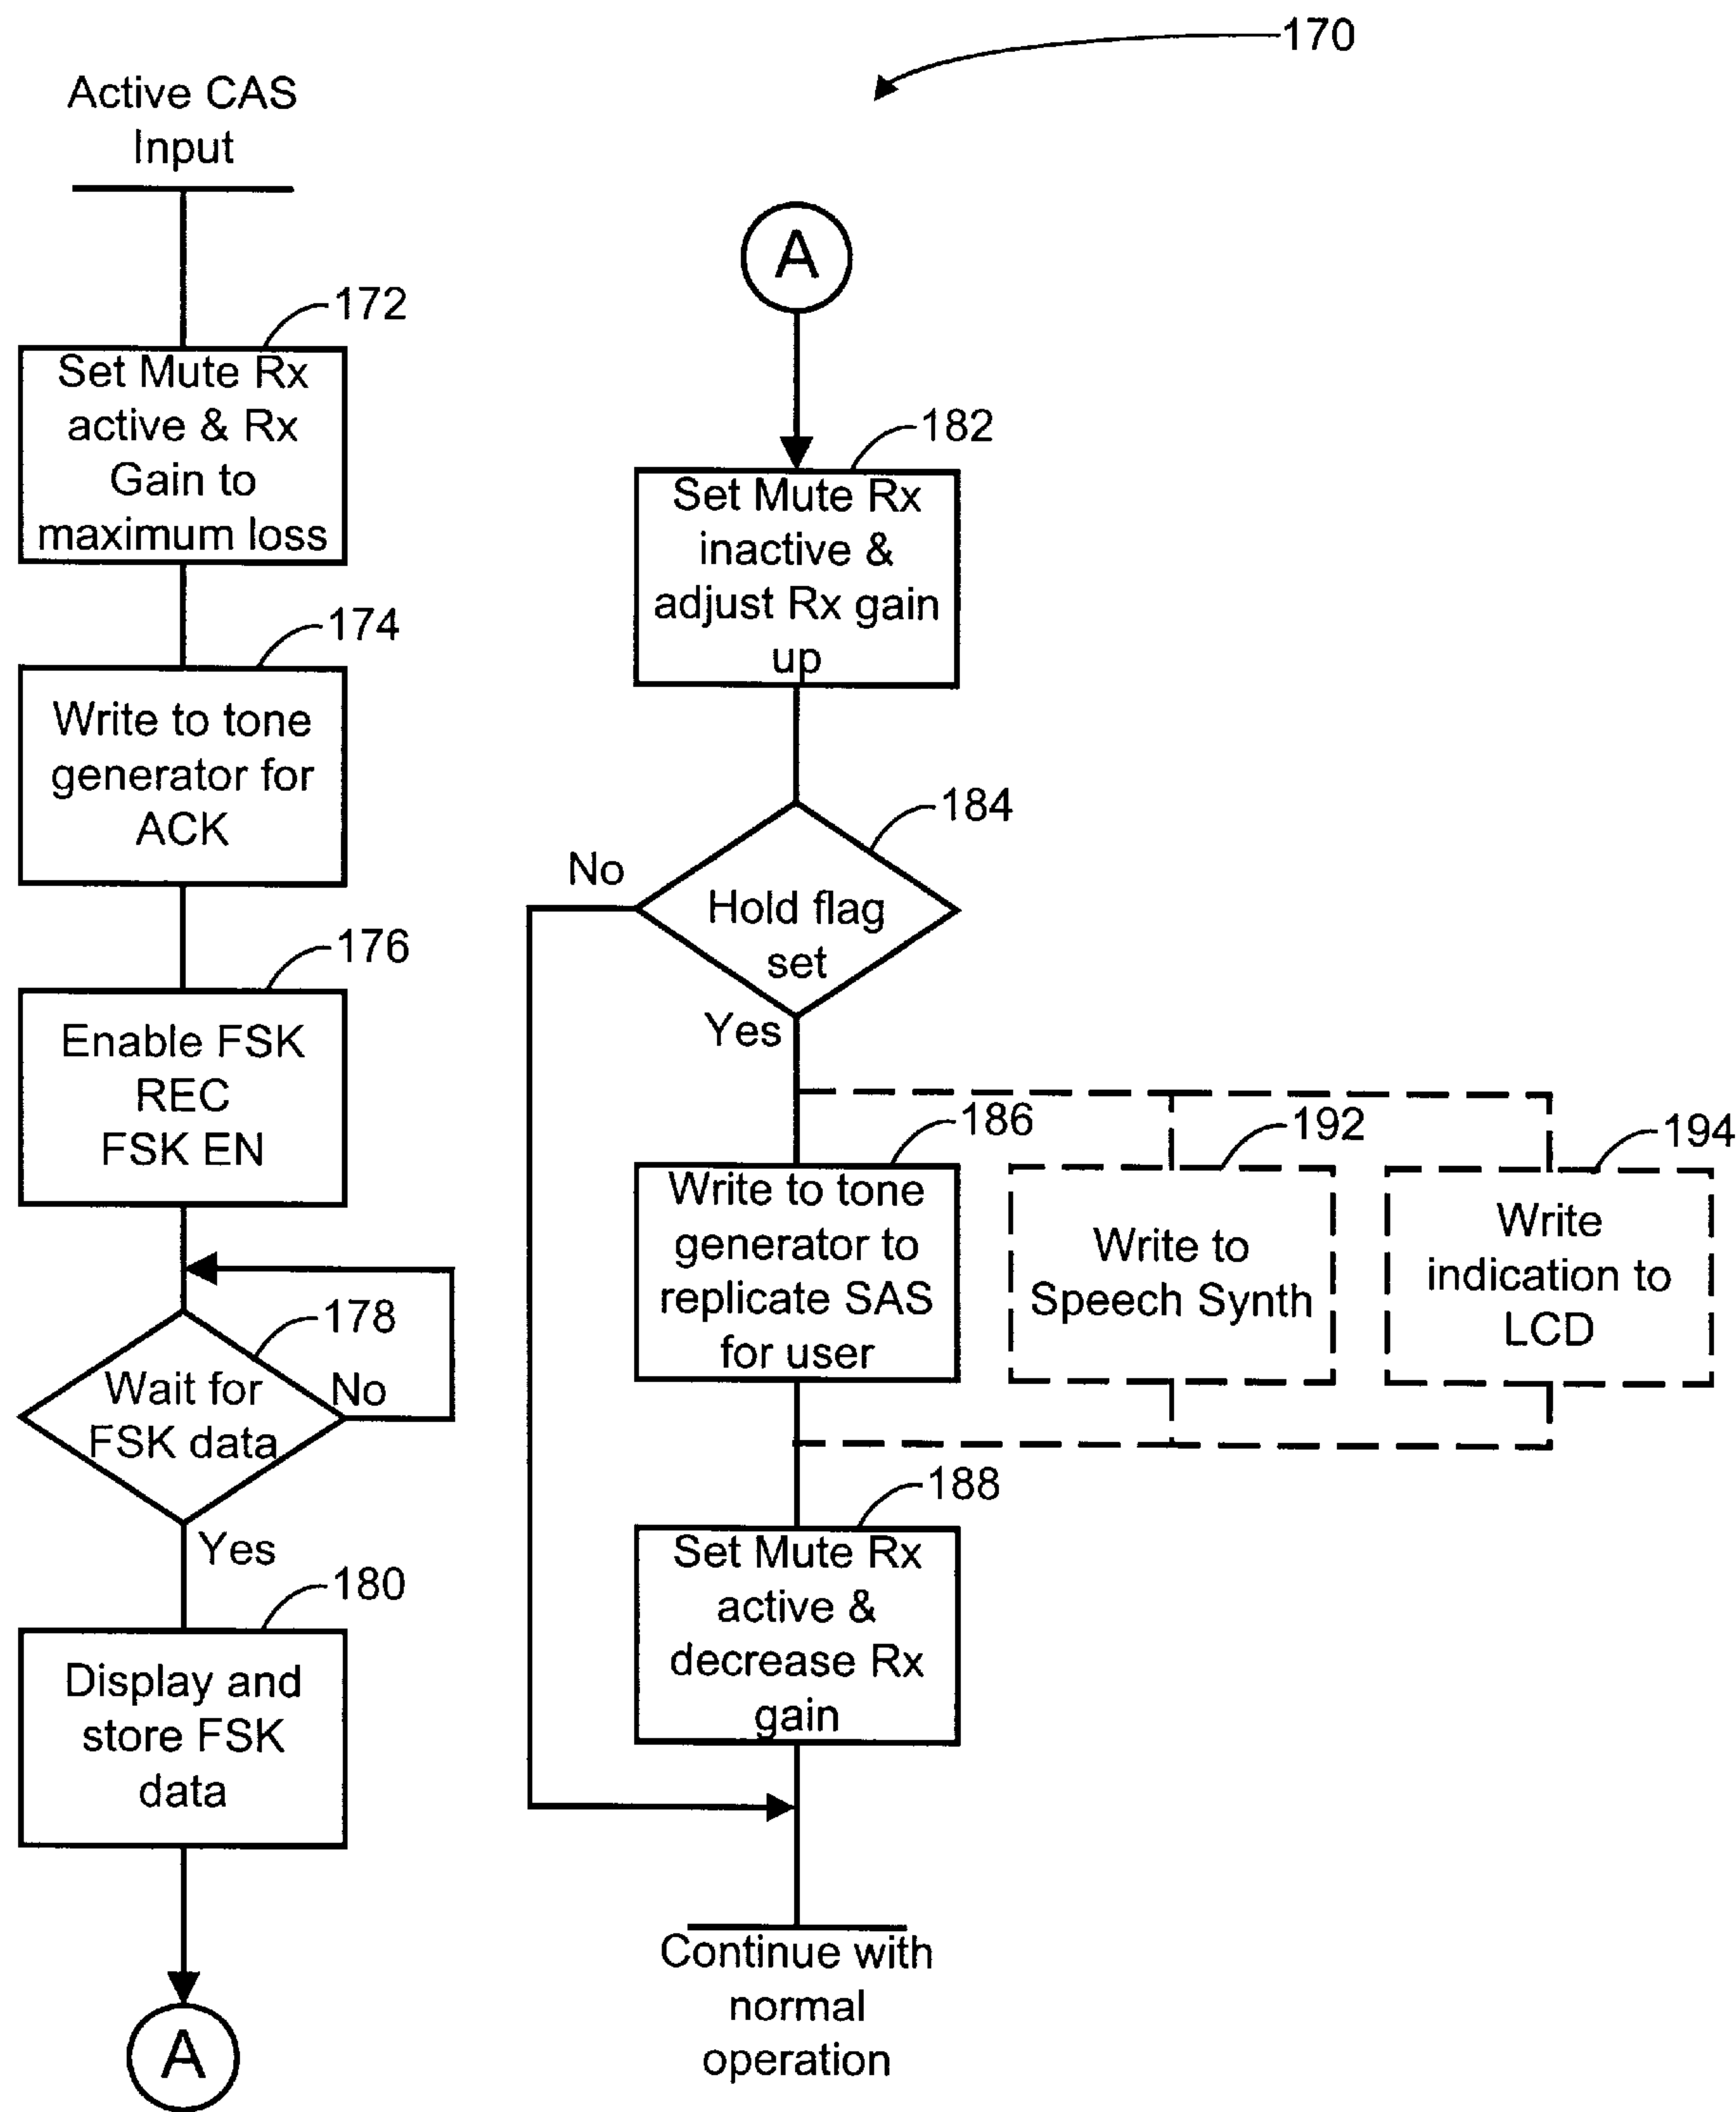 170
Active CAS
Input
172
Set Mute Rx
active & Rx
Gain to
maximum loss
174
Write to tone
generator for
ACK
176
Enable FSK
REC
FSK EN
178
Wait for
FSK data
No
Yes
180
Display and
store FSK
data
A
A
182
Set Mute Rx
inactive &
adjust Rx gain
up
184
Hold flag
set
No
Yes
186
Write to tone
generator to
replicate SAS
for user
192
Write to
Speech Synth
194
Write
indication to
LCD
188
Set Mute Rx
active &
decrease Rx
gain
Continue with
normal
operation